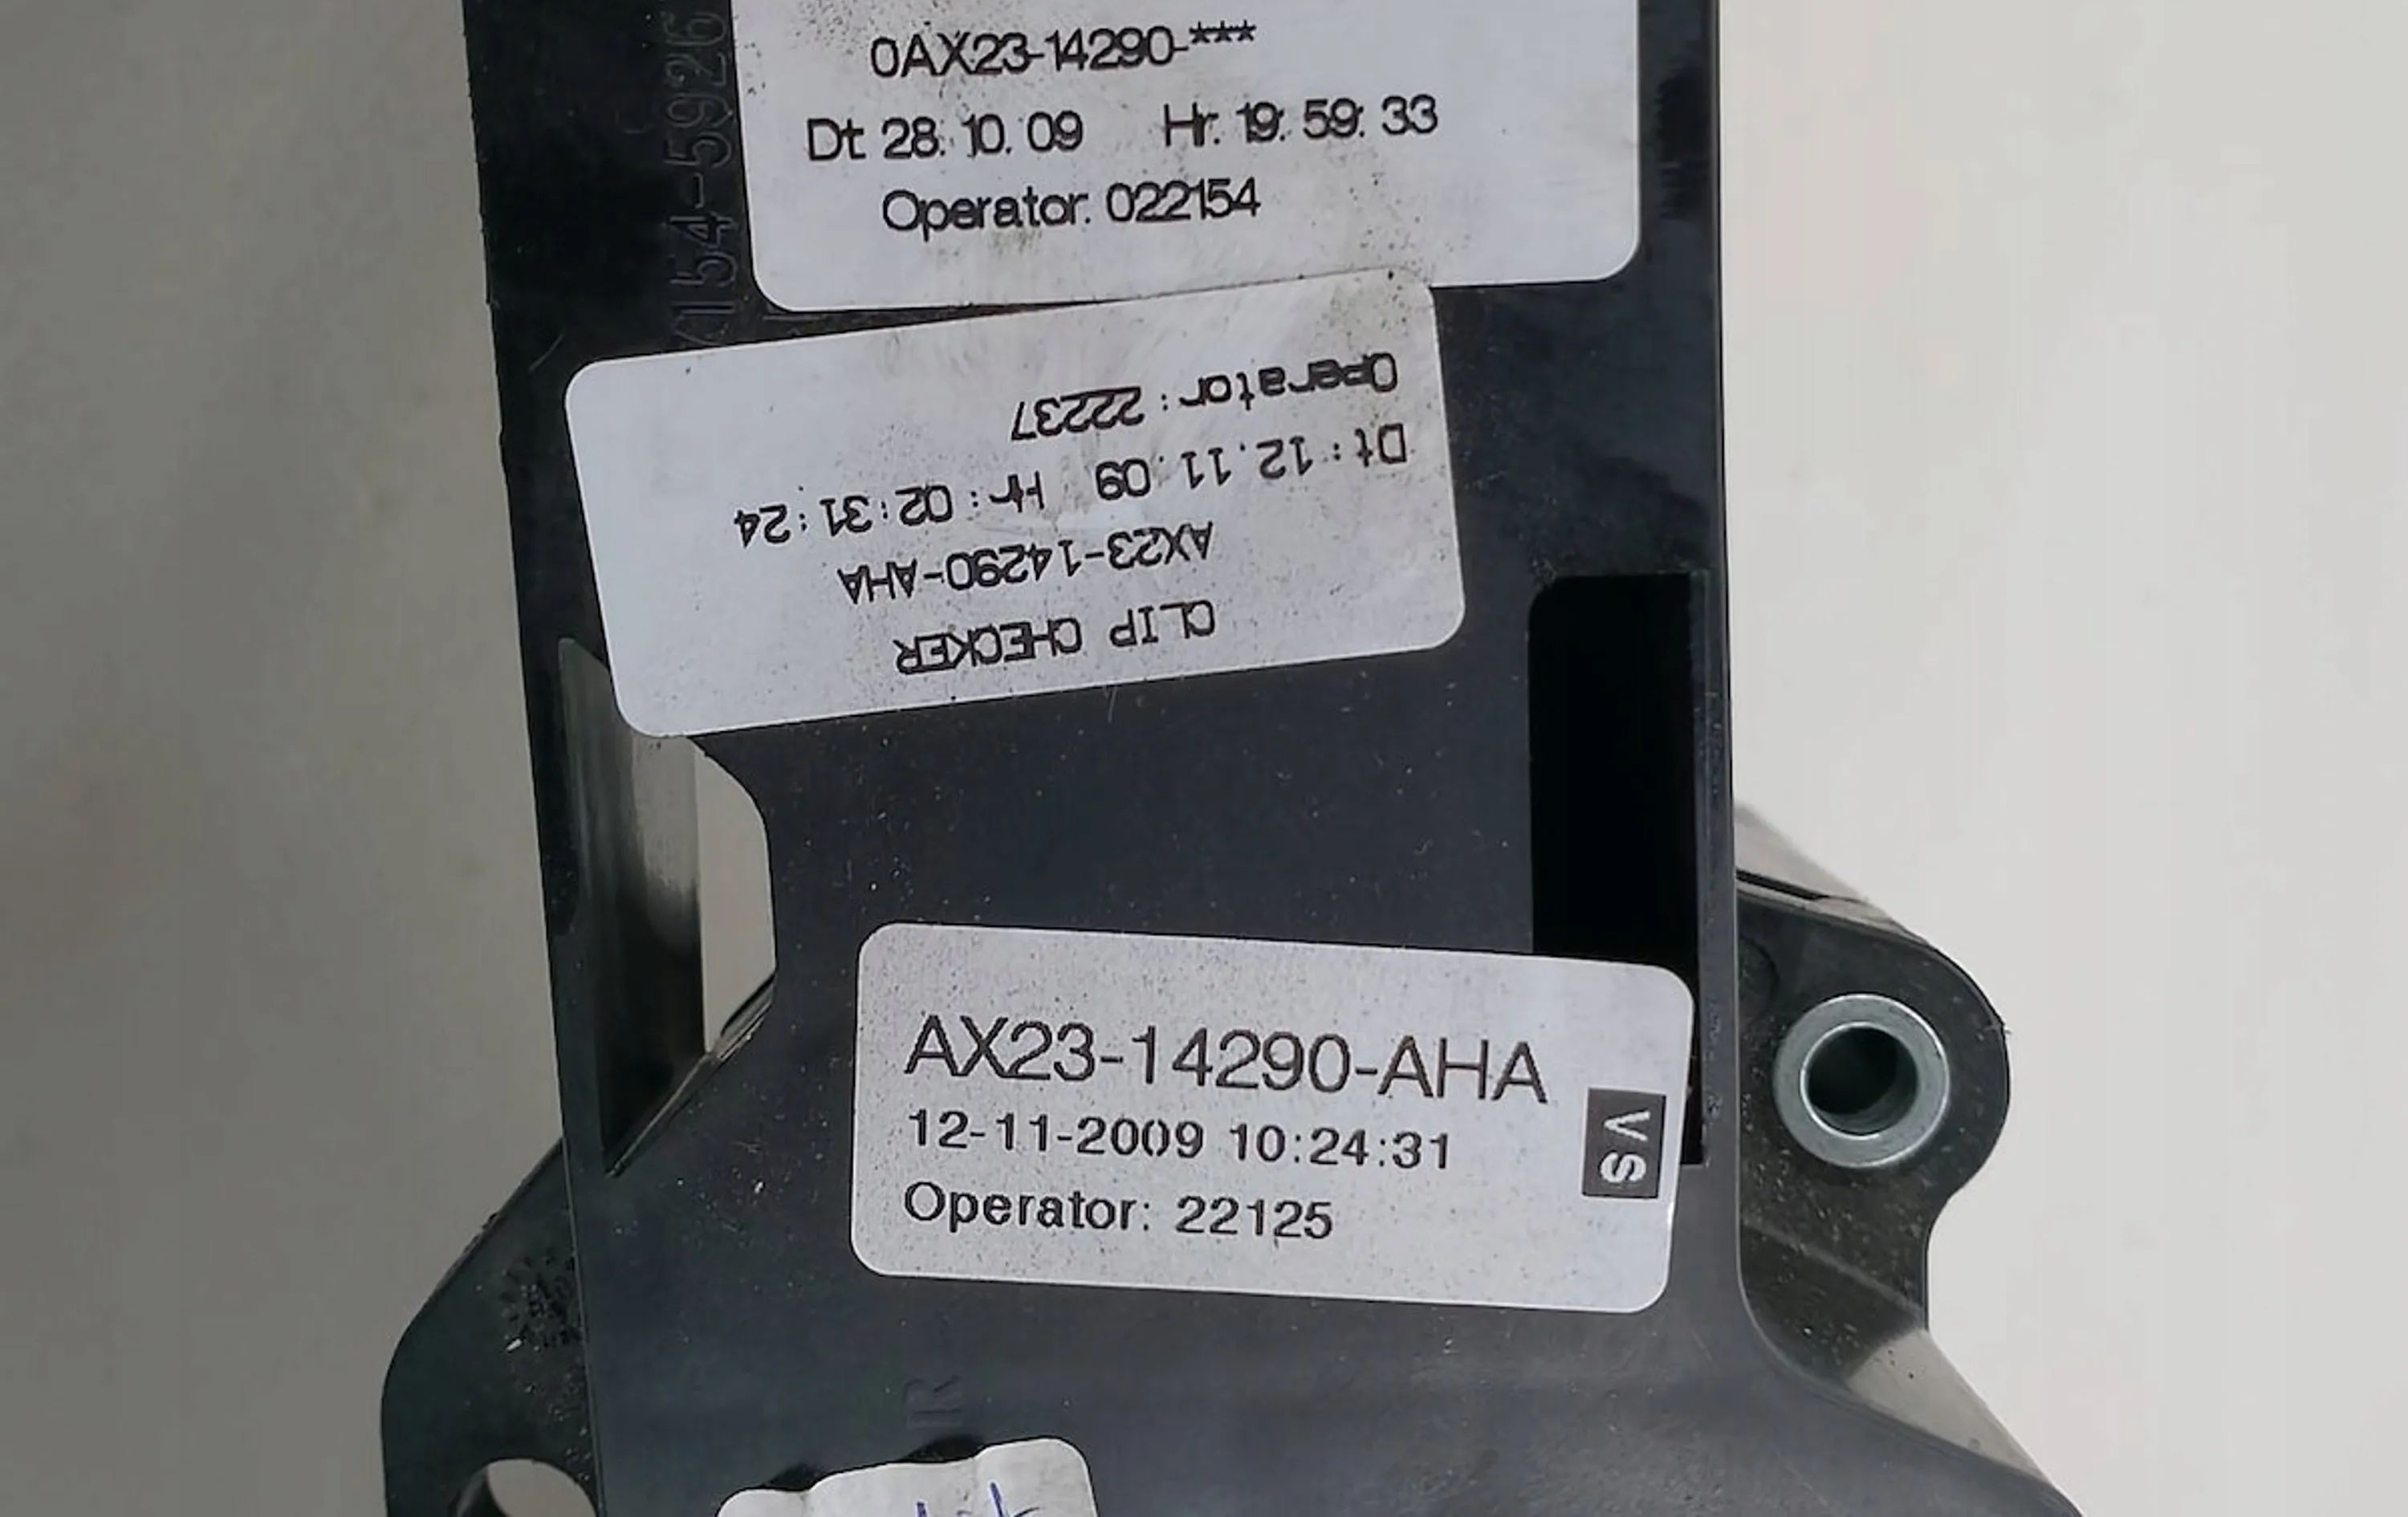 0AX23-14290-***
Dt: 28. 10. 09 Hr: 19: 59: 33
Operator: 022154
CLIP CHECKER
AX23-14290-AHA
Dt: 12.11.09 Hr: 02:31:24
Operator: 22237
AX23-14290-AHA
12-11-2009 10:24:31
Operator: 22125
VS
154-5926